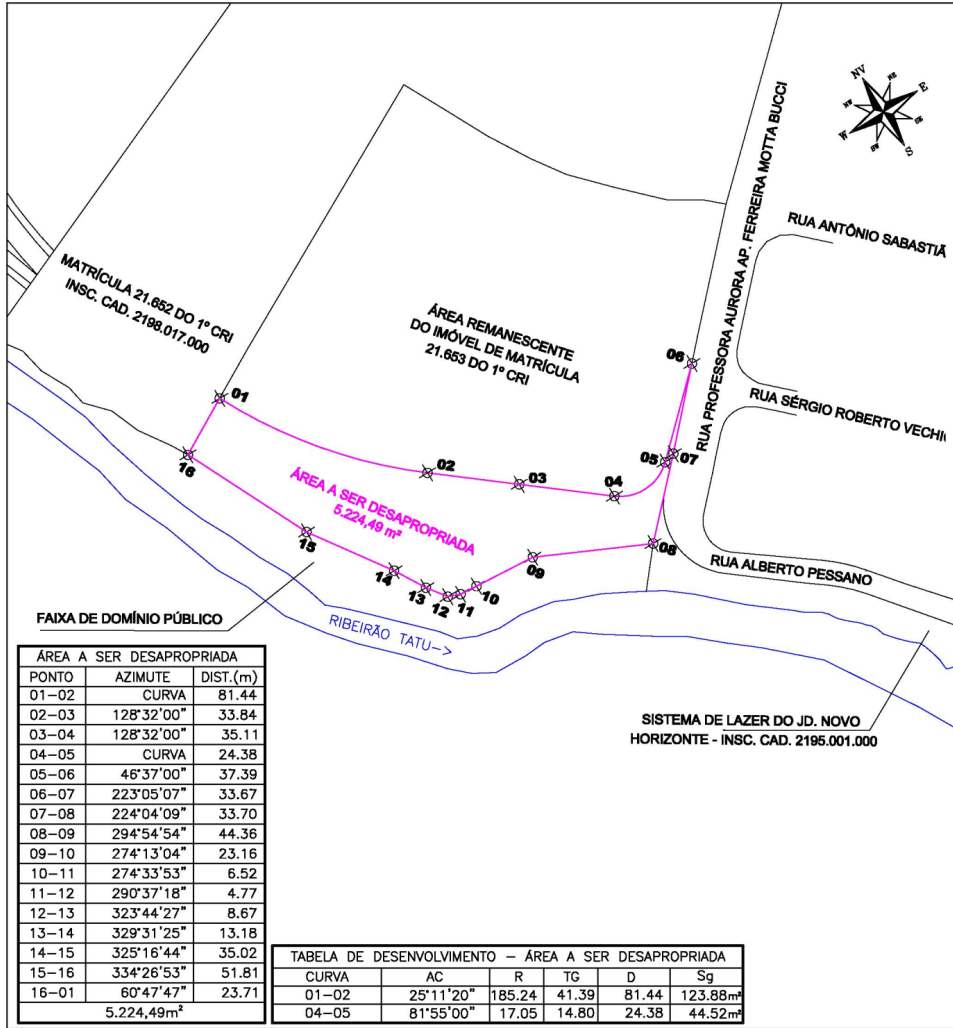 NV
NE
E
SE
S
SW
W
NW
RUA PROFESSORA AURORA AP. FERREIRA MOTTA BUCCI
RUA ANTÔNIO SABASTIÃ
MATRÍCULA 21.652 DO 1º CRI
INSC. CAD. 2198.017.000
ÁREA REMANESCENTE
DO IMÓVEL DE MATRÍCULA
21.653 DO 1º CRI
06
01
RUA SÉRGIO ROBERTO VECHI
16
02
03
04
05
07
ÁREA A SER DESAPROPRIADA
5.224,49 m²
15
14
13
12
11
10
09
08
RUA ALBERTO PESSANO
FAIXA DE DOMÍNIO PÚBLICO
RIBEIRÃO TATU->
SISTEMA DE LAZER DO JD. NOVO
HORIZONTE - INSC. CAD. 2195.001.000
ÁREA A SER DESAPROPRIADA
PONTO AZIMUTE DIST.(m)
01-02 CURVA 81.44
02-03 128°32'00" 33.84
03-04 128°32'00" 35.11
04-05 CURVA 24.38
05-06 46°37'00" 37.39
06-07 223°05'07" 33.67
07-08 224°04'09" 33.70
08-09 294°54'54" 44.36
09-10 274°13'04" 23.16
10-11 274°33'53" 6.52
11-12 290°37'18" 4.77
12-13 323°44'27" 8.67
13-14 329°31'25" 13.18
14-15 325°16'44" 35.02
15-16 334°26'53" 51.81
16-01 60°47'47" 23.71
5.224,49m²
TABELA DE DESENVOLVIMENTO – ÁREA A SER DESAPROPRIADA
CURVA AC R TG D Sg
01-02 25°11'20" 185.24 41.39 81.44 123.88m²
04-05 81°55'00" 17.05 14.80 24.38 44.52m²